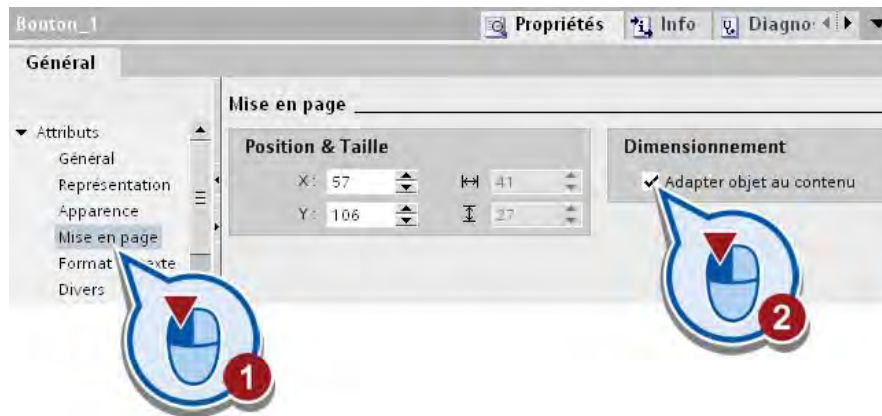 Bouton_1
Propriétés Info Diagno
Général
Mise en page
Attributs
Général
Représentation
Apparence
Mise en page
Format
Divers
Position & Taille
X: 57 41
Y: 106 27
Dimensionnement
Adapter objet au contenu
1
2